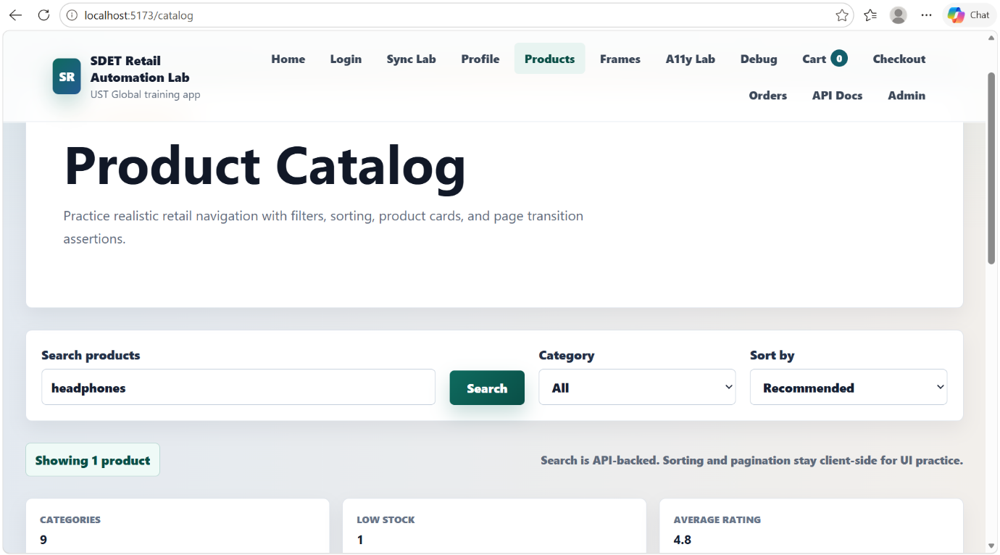 localhost:5173/catalog
Chat
SR
SDET Retail
Automation Lab
UST Global training app
Home Login Sync Lab Profile Products Frames A11y Lab Debug Cart 0 Checkout
Orders API Docs Admin
Product Catalog
Practice realistic retail navigation with filters, sorting, product cards, and page transition
assertions.
Search products
headphones
Search
Category
All
Sort by
Recommended
Showing 1 product
Search is API-backed. Sorting and pagination stay client-side for UI practice.
CATEGORIES
9
LOW STOCK
1
AVERAGE RATING
4.8